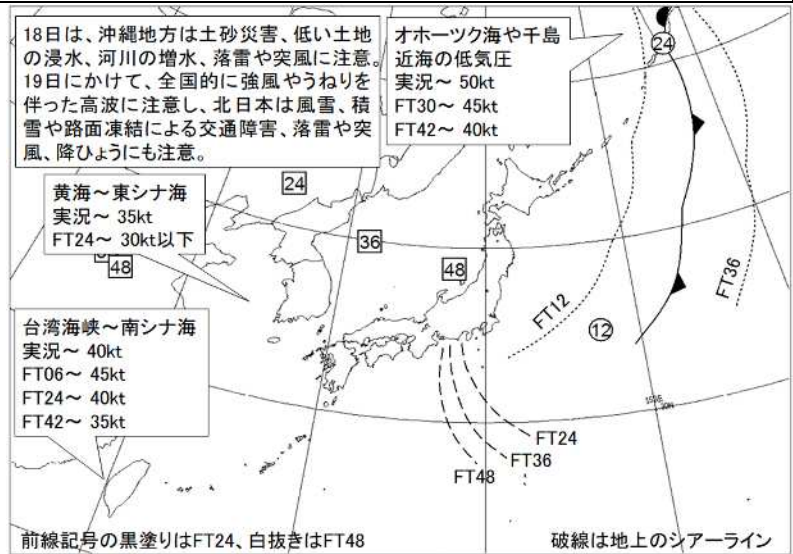 18日は、沖縄地方は土砂災害、低い土地
の浸水、河川の増水、落雷や突風に注意。
19日にかけて、全国的に強風やうねりを
伴った高波に注意し、北日本は風雪、積
雪や路面凍結による交通障害、落雷や突
風、降ひょうにも注意。
オホーツク海や千島
近海の低気圧
実況～ 50kt
FT30～ 45kt
FT42～ 40kt
24
24
黄海～東シナ海
実況～ 35kt
FT24～ 30kt以下
36
48
48
FT12
FT36
12
台湾海峡～南シナ海
実況～ 40kt
FT06～ 45kt
FT24～ 40kt
FT42～ 35kt
FT24
FT36
FT48
前線記号の黒塗りはFT24、白抜きはFT48
破線は地上のシアーライン